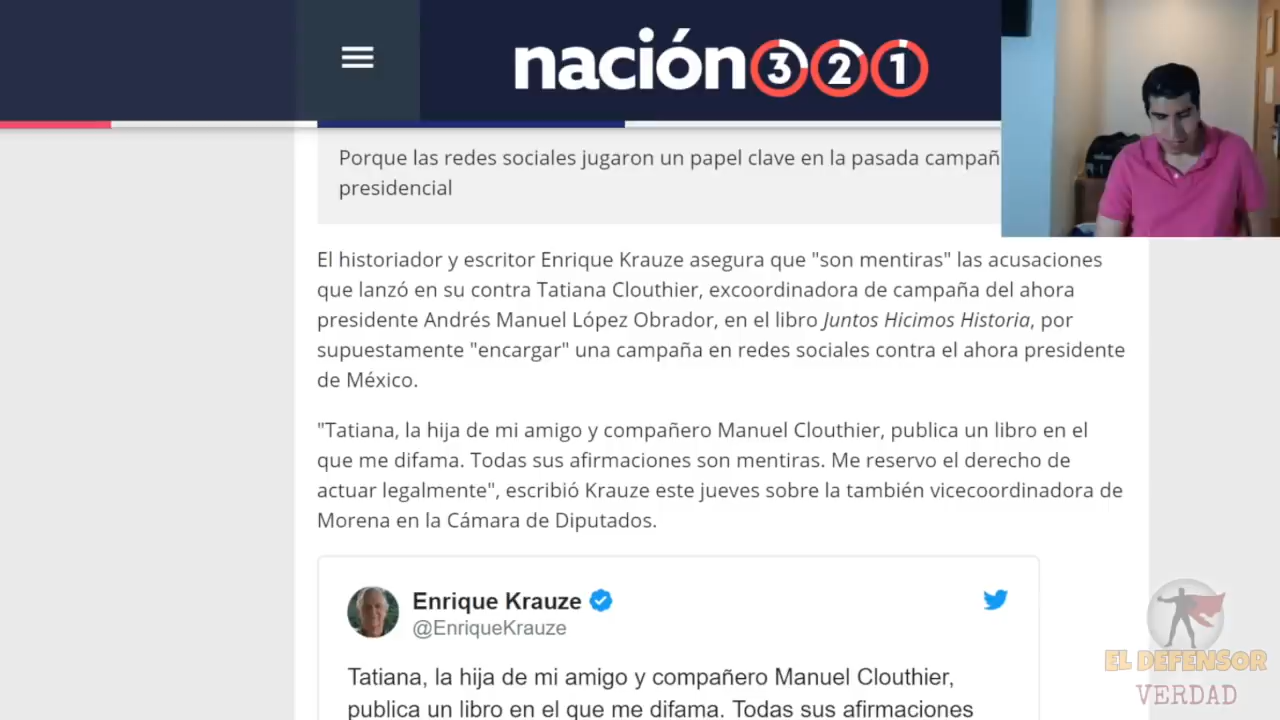 nación321
Porque las redes sociales jugaron un papel clave en la pasada campañ
presidencial
El historiador y escritor Enrique Krauze asegura que "son mentiras" las acusaciones
que lanzó en su contra Tatiana Clouthier, excoordinadora de campaña del ahora
presidente Andrés Manuel López Obrador, en el libro Juntos Hicimos Historia, por
supuestamente "encargar" una campaña en redes sociales contra el ahora presidente
de México.
"Tatiana, la hija de mi amigo y compañero Manuel Clouthier, publica un libro en el
que me difama. Todas sus afirmaciones son mentiras. Me reservo el derecho de
actuar legalmente", escribió Krauze este jueves sobre la también vicecoordinadora de
Morena en la Cámara de Diputados.
Enrique Krauze
@EnriqueKrauze
Tatiana, la hija de mi amigo y compañero Manuel Clouthier,
publica un libro en el que me difama. Todas sus afirmaciones
EL DEFENSOR
VERDAD